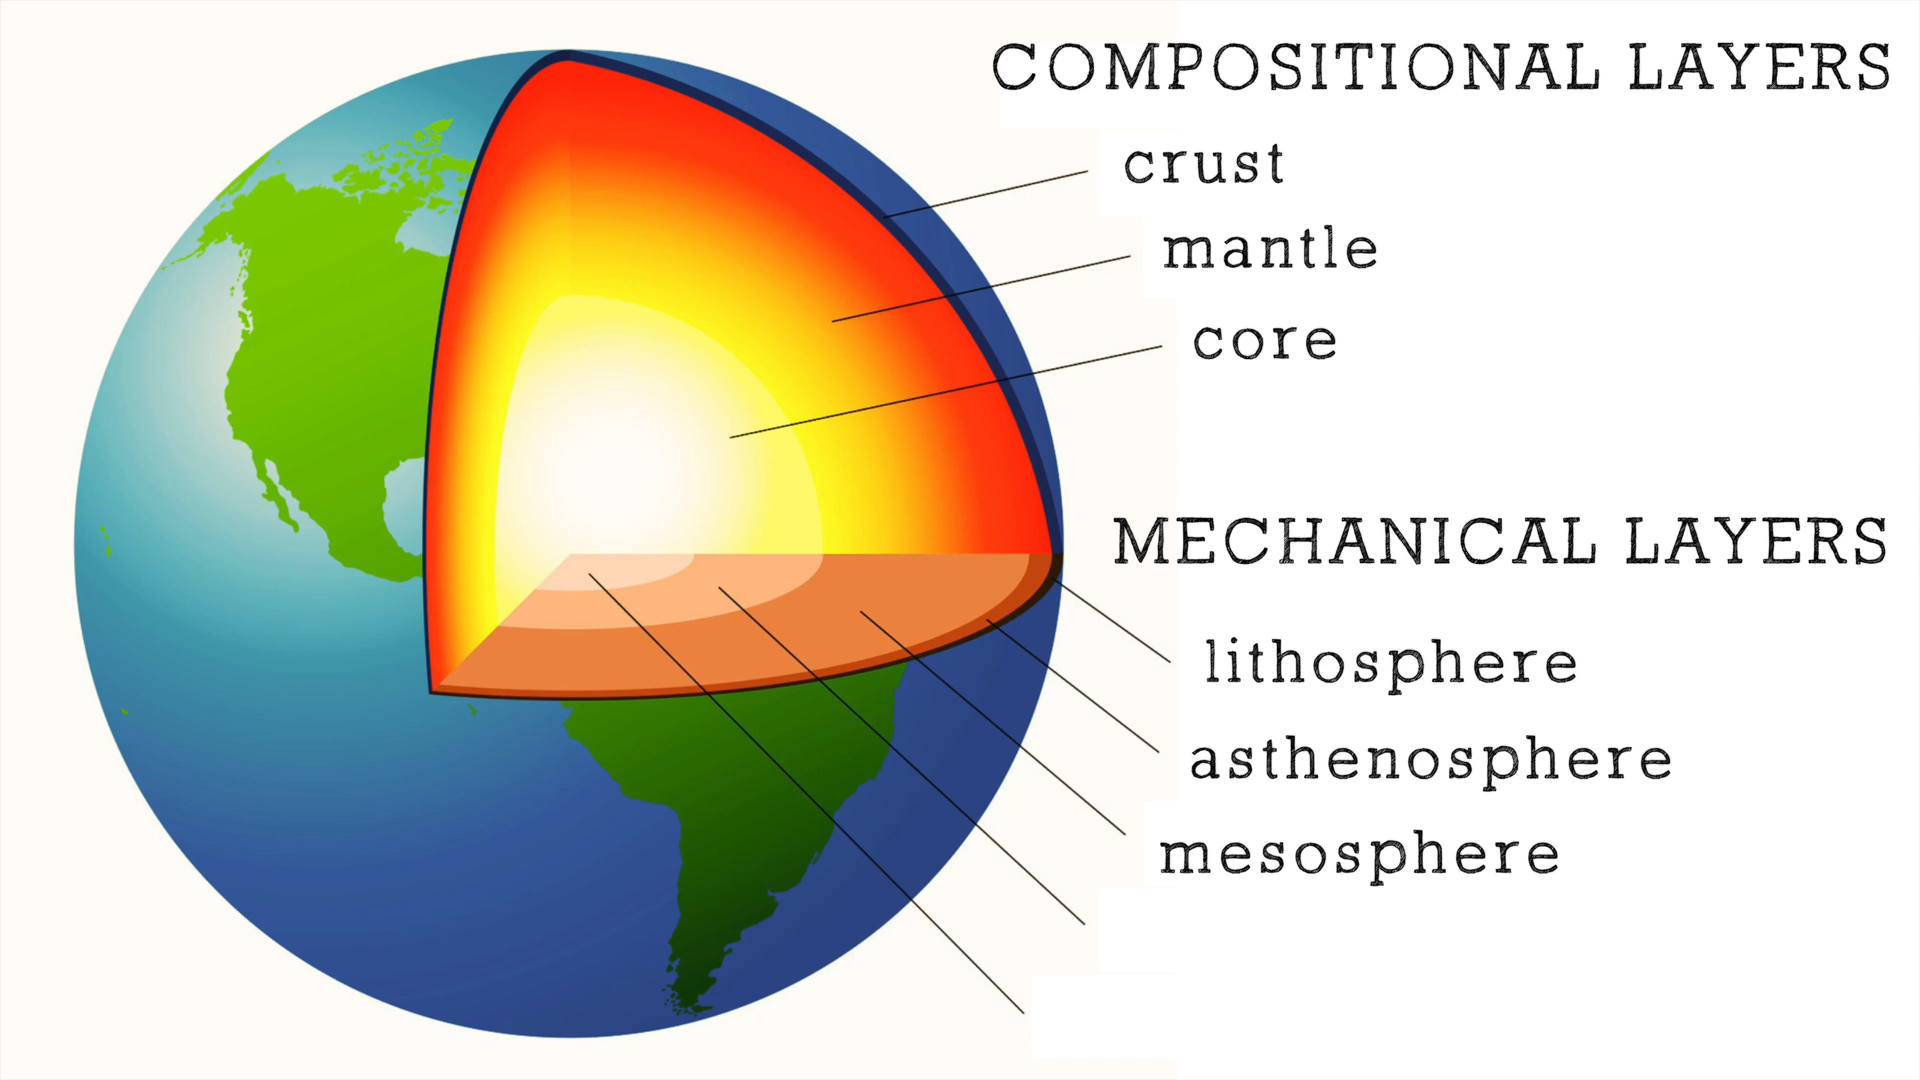 COMPOSITIONAL LAYERS
crust
mantle
core
MECHANICAL LAYERS
lithosphere
asthenosphere
mesosphere